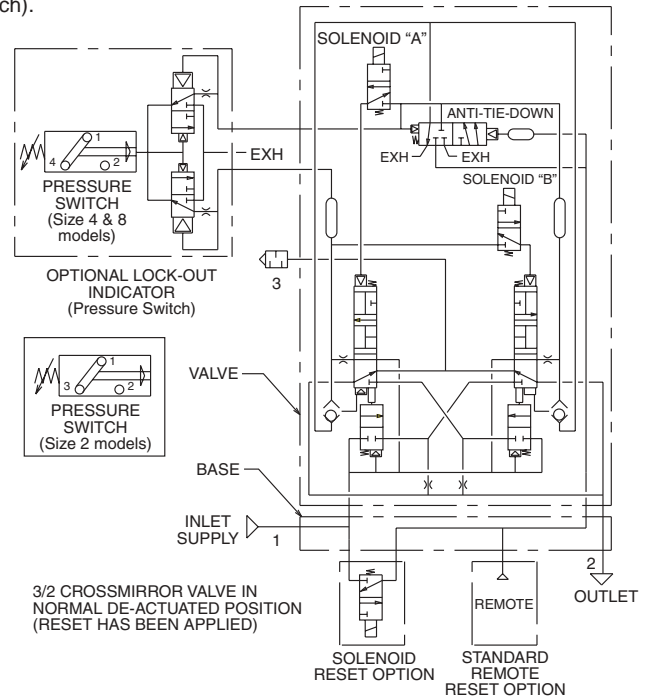 ch).
SOLENOID "A"
ANTI-TIE-DOWN
EXH
EXH
EXH
SOLENOID "B"
1
4
2
PRESSURE
SWITCH
(Size 4 & 8
models)
OPTIONAL LOCK-OUT
INDICATOR
(Pressure Switch)
3
1
3
2
PRESSURE
SWITCH
(Size 2 models)
VALVE
BASE
INLET
SUPPLY
1
2
OUTLET
3/2 CROSSMIRROR VALVE IN
NORMAL DE-ACTUATED POSITION
(RESET HAS BEEN APPLIED)
REMOTE
SOLENOID
RESET OPTION
STANDARD
REMOTE
RESET OPTION